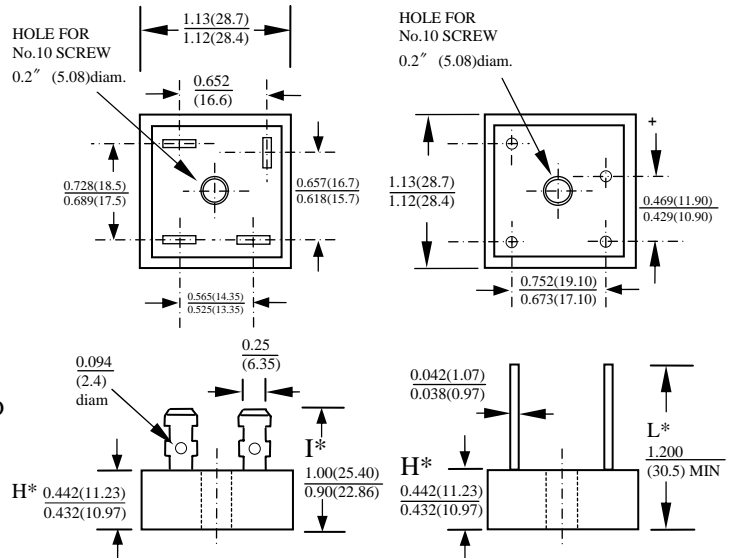 HOLE FOR
No.10 SCREW
0.2″ (5.08)diam.
1.13(28.7)
1.12(28.4)
0.652
(16.6)
0.728(18.5)
0.689(17.5)
0.657(16.7)
0.618(15.7)
0.565(14.35)
0.525(13.35)
HOLE FOR
No.10 SCREW
0.2″ (5.08)diam.
+
1.13(28.7)
1.12(28.4)
0.469(11.90)
0.429(10.90)
0.752(19.10)
0.673(17.10)
0.094
(2.4)
diam
0.25
(6.35)
H*
0.442(11.23)
0.432(10.97)
I*
1.00(25.40)
0.90(22.86)
0.042(1.07)
0.038(0.97)
H*
0.442(11.23)
0.432(10.97)
L*
1.200
(30.5) MIN